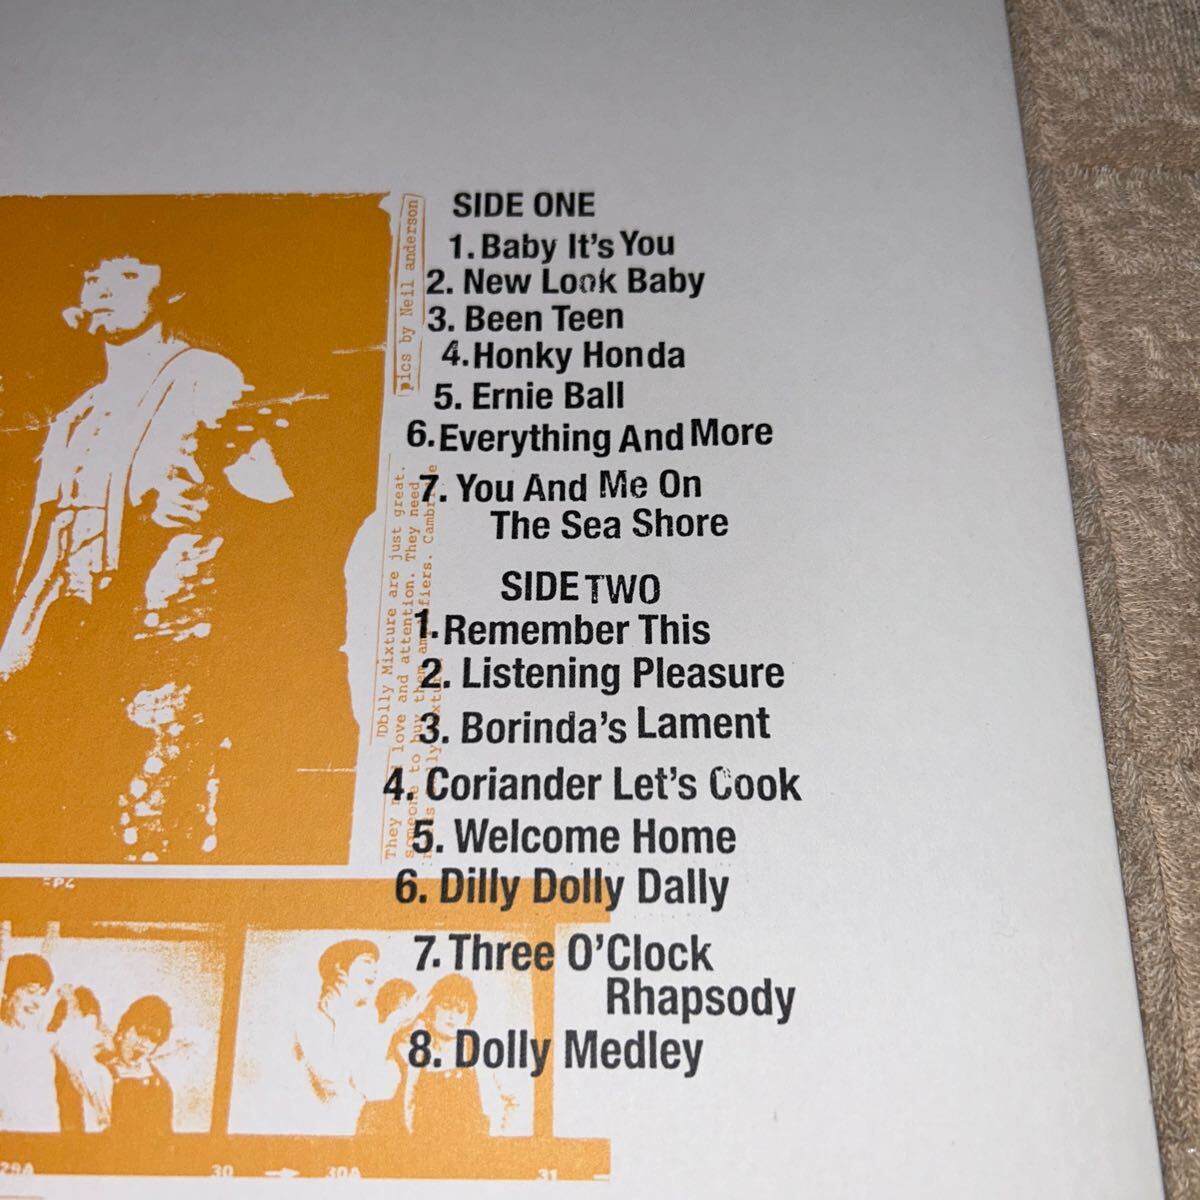 SIDE ONE
1. Baby It's You
2. New Look Baby
3. Been Teen
4. Honky Honda
5. Ernie Ball
6. Everything And More
7. You And Me On
The Sea Shore
SIDE TWO
1. Remember This
2. Listening Pleasure
3. Borinda's Lament
4. Coriander Let's Cook
5. Welcome Home
6. Dilly Dolly Dally
7. Three O'Clock
Rhapsody
8. Dolly Medley
pics by Neil anderson
Dolly Mixture are just great.
They love and attention. They need
someone to buy them amplifiers.
29A
30
30A
31